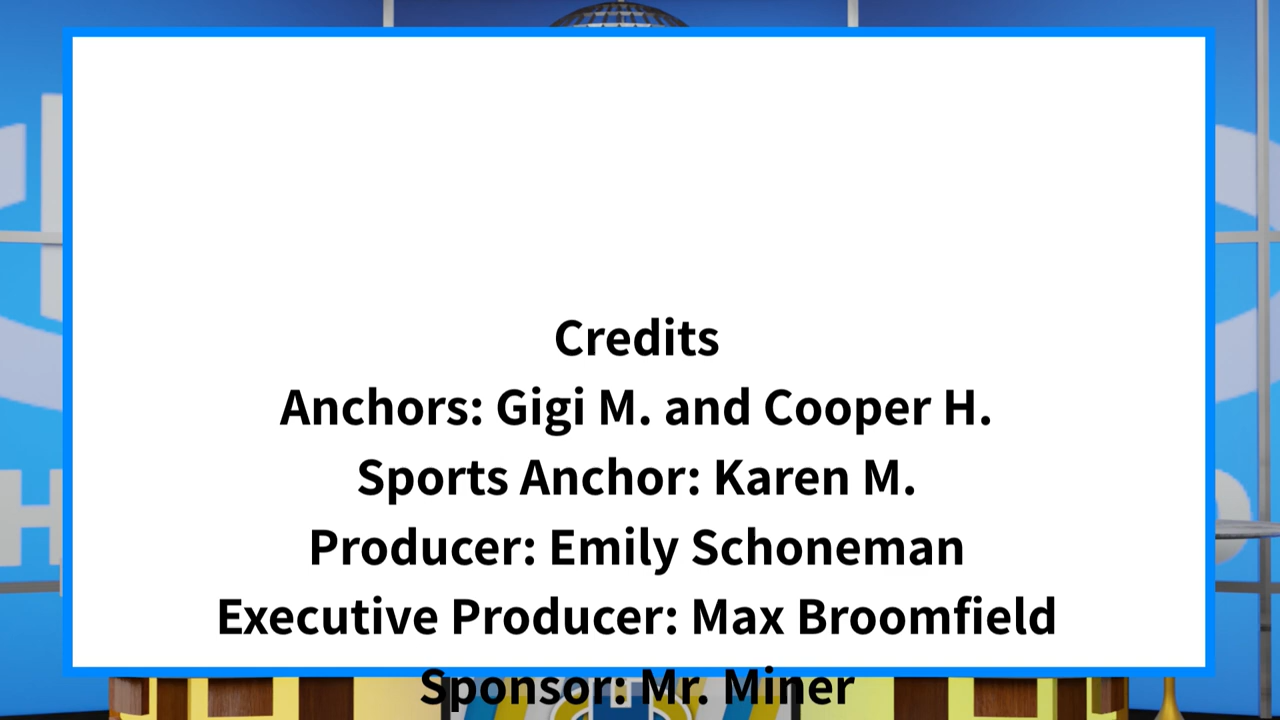 Credits
Anchors: Gigi M. and Cooper H.
Sports Anchor: Karen M.
Producer: Emily Schoneman
Executive Producer: Max Broomfield
Sponsor: Mr. Miner